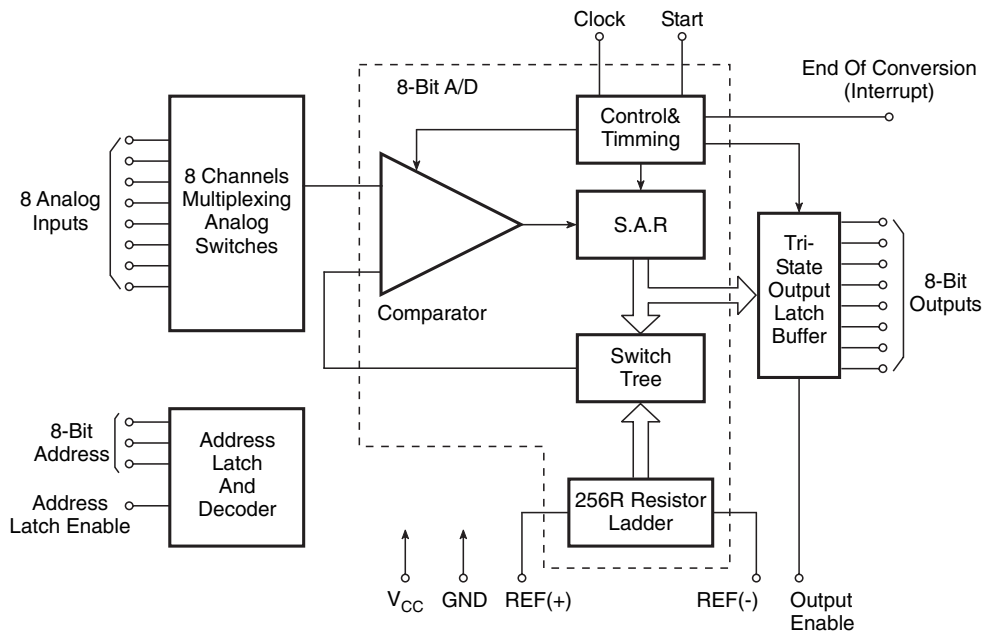 Clock
Start
End Of Conversion
(Interrupt)
8-Bit A/D
Control&
Timming
8 Analog
Inputs
8 Channels
Multiplexing
Analog
Switches
S.A.R
Comparator
Tri-
State
Output
Latch
Buffer
8-Bit
Outputs
Switch
Tree
8-Bit
Address
Address
Latch Enable
Address
Latch
And
Decoder
256R Resistor
Ladder
VCC
GND
REF(+)
REF(-)
Output
Enable